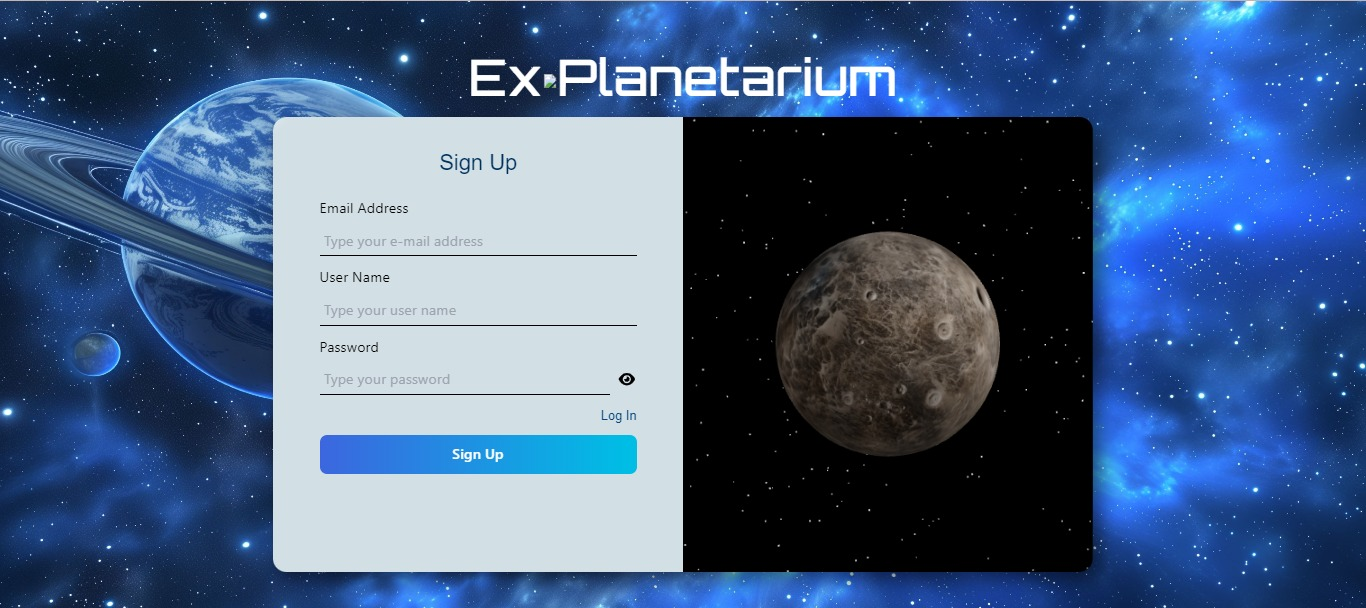 Ex Planetarium
Sign Up
Email Address
Type your e-mail address
User Name
Type your user name
Password
Type your password
Log In
Sign Up